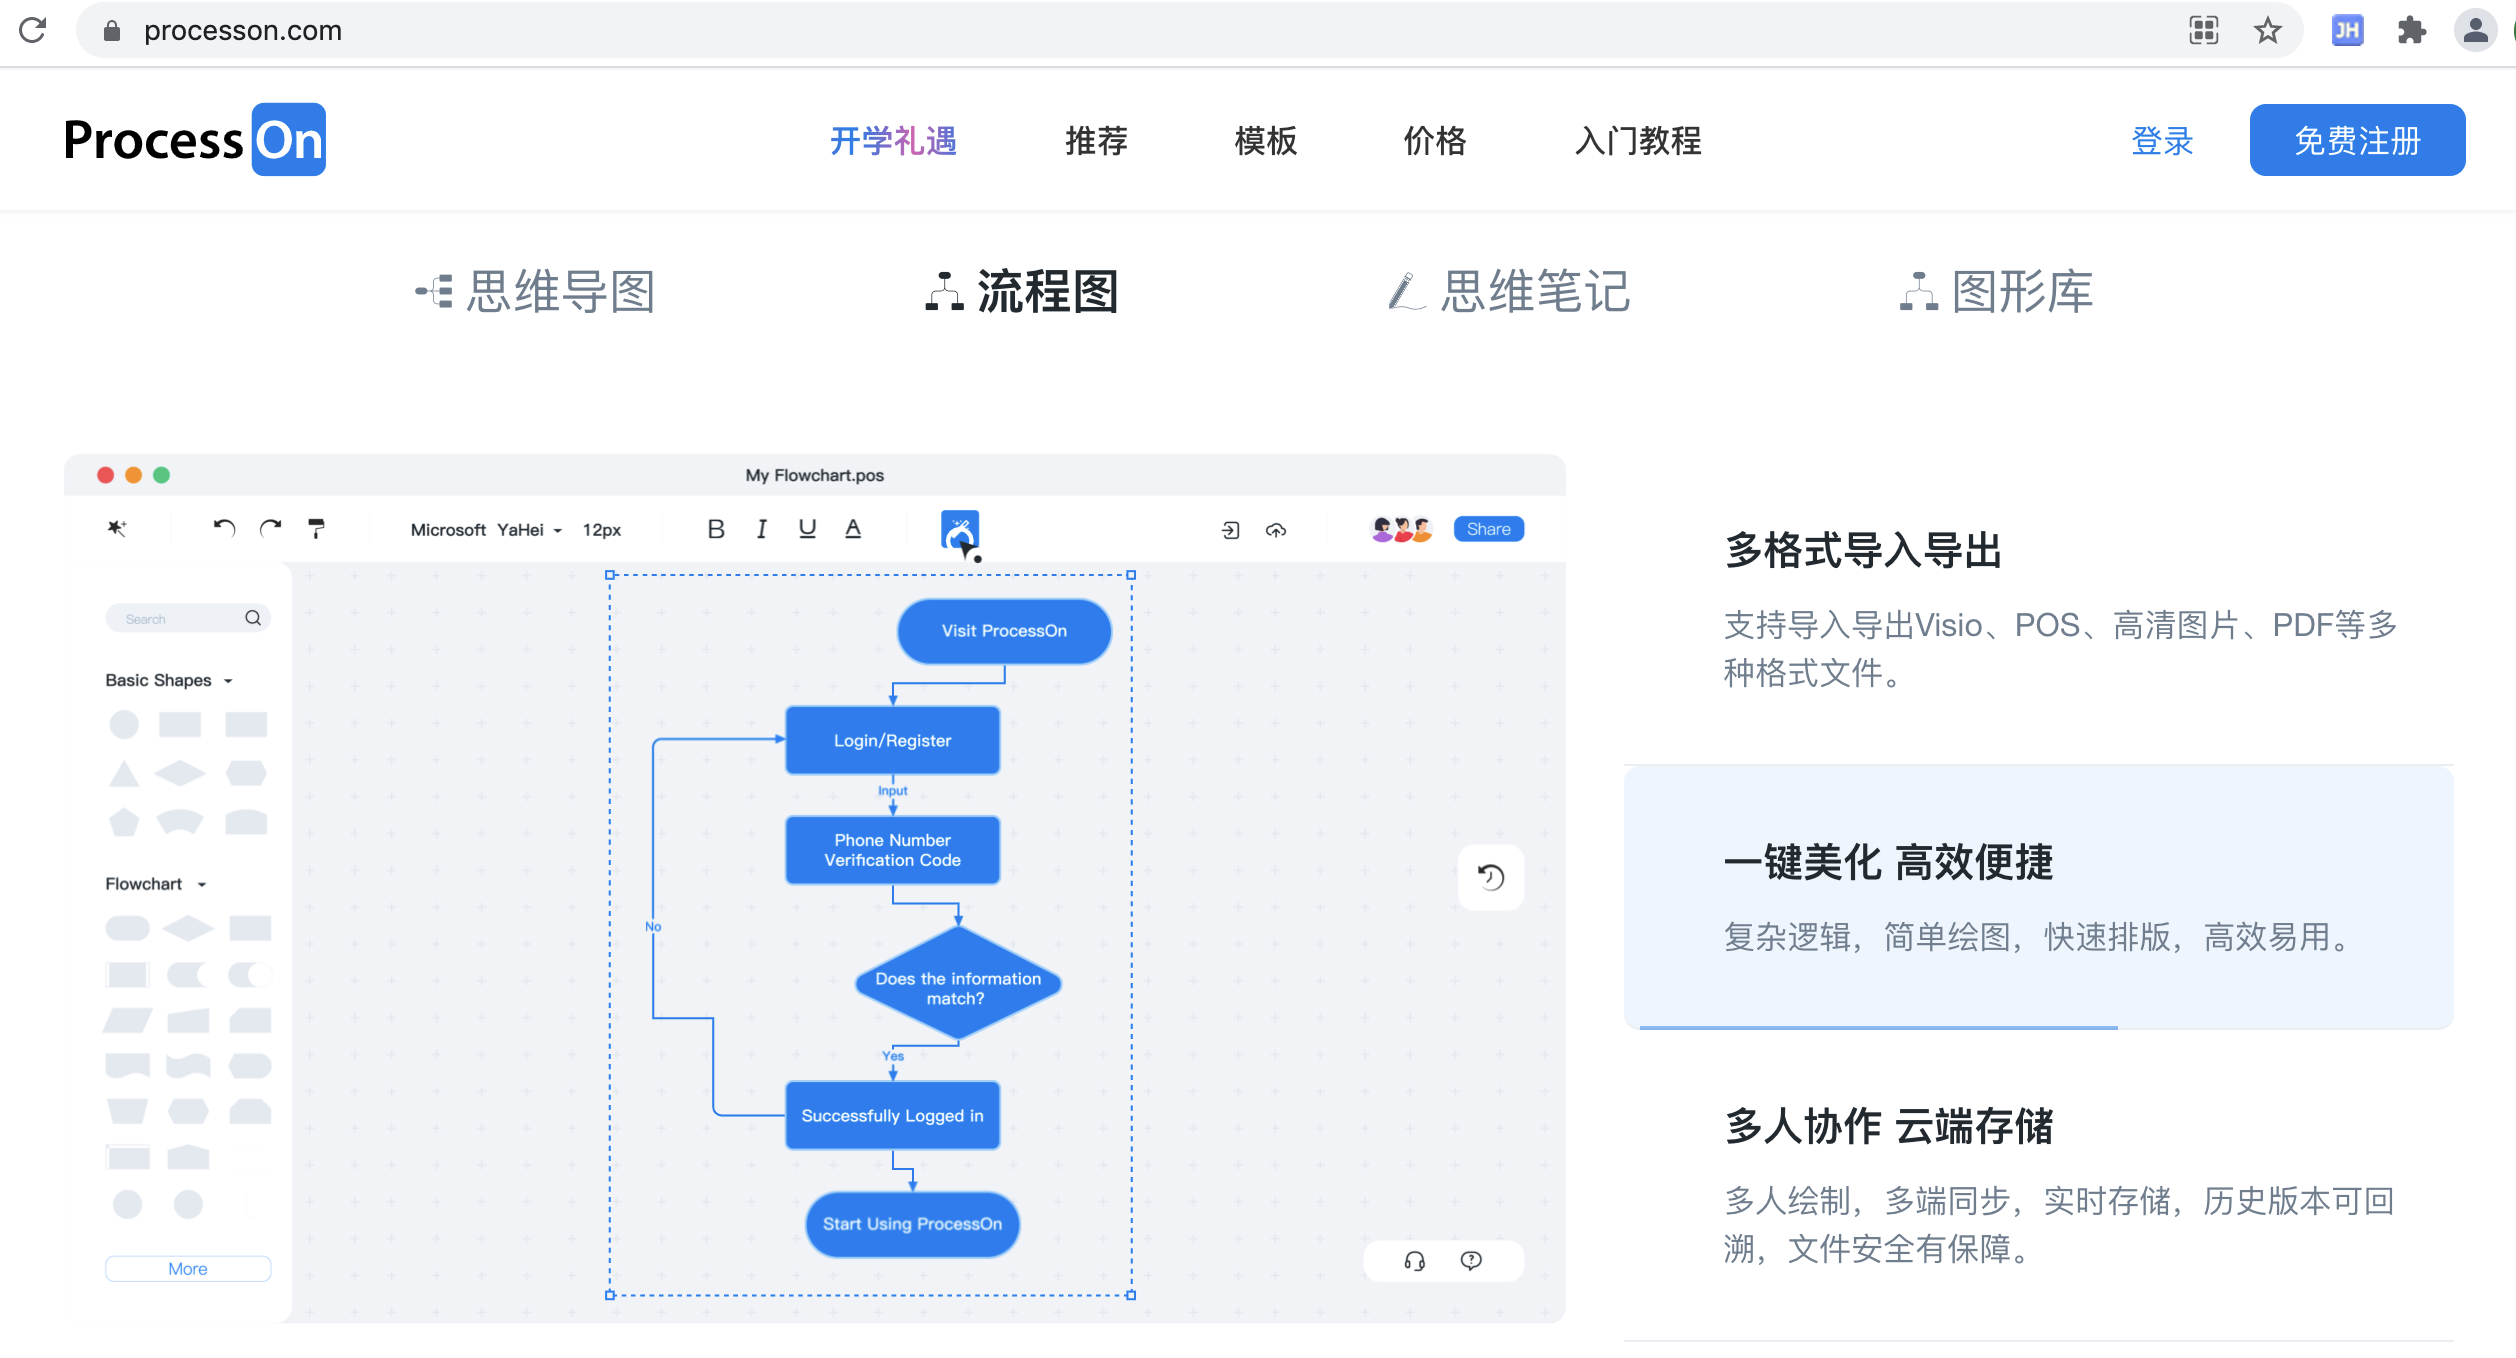 processon.com
JH
Process On
开学礼遇
推荐
模板
价格
入门教程
登录
免费注册
思维导图
流程图
思维笔记
图形库
My Flowchart.pos
Microsoft YaHei
12px
B I U A
Share
Search
Basic Shapes
Flowchart
More
Visit ProcessOn
Login/Register
Input
Phone Number
Verification Code
No
Does the information
match?
Yes
Successfully Logged in
Start Using ProcessOn
多格式导入导出
支持导入导出Visio、POS、高清图片、PDF等多
种格式文件。
一键美化 高效便捷
复杂逻辑，简单绘图，快速排版，高效易用。
多人协作 云端存储
多人绘制，多端同步，实时存储，历史版本可回
溯，文件安全有保障。